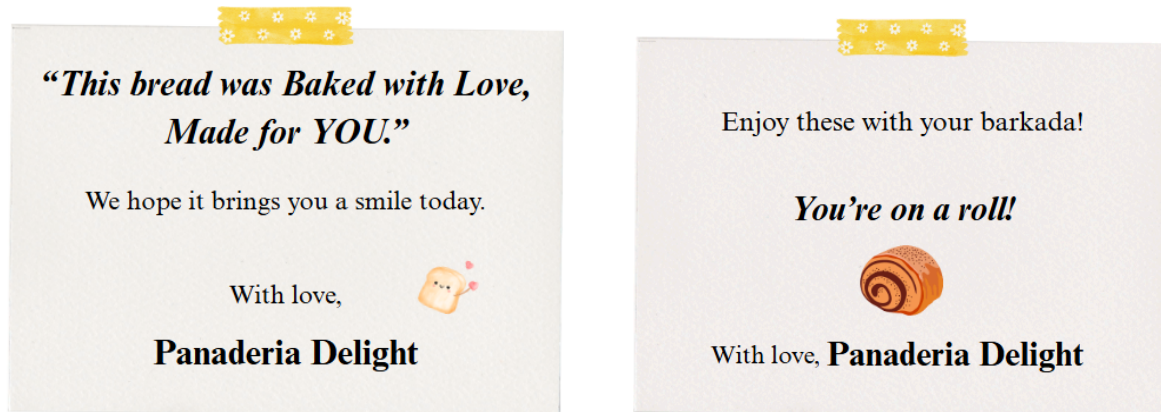 “This bread was Baked with Love,
Made for YOU.”
We hope it brings you a smile today.
With love,
Panaderia Delight
Enjoy these with your barkada!
You’re on a roll!
With love, Panaderia Delight